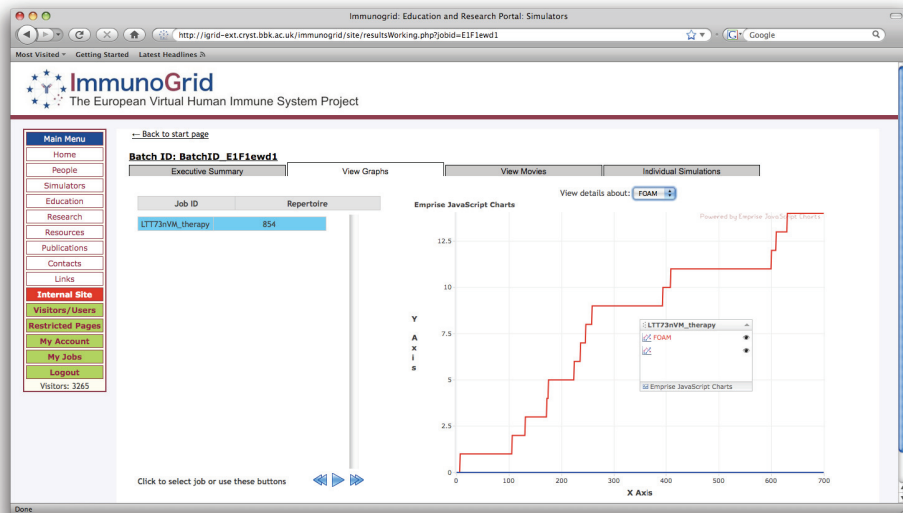 Immunogrid: Education and Research Portal: Simulators
http://igrid-ext.cryst.bbk.ac.uk/immunogrid/site/resultsWorking.php?jobid=E1F1ewd1
Google
Most Visited Getting Started Latest Headlines
ImmunoGrid
The European Virtual Human Immune System Project
Main Menu
Home
People
Simulators
Education
Research
Resources
Publications
Contacts
Links
Internal Site
Visitors/Users
Restricted Pages
My Account
My Jobs
Logout
Visitors: 3265
← Back to start page
Batch ID: BatchID_E1F1ewd1
Executive Summary View Graphs View Movies Individual Simulations
Job ID Repertoire
LTT73nVM_therapy 854
Click to select job or use these buttons
View details about: FOAM
Emprise JavaScript Charts
Powered by Emprise JavaScript Charts
12.5
10
7.5
5
2.5
0
Y Axis
LTT73nVM_therapy
FOAM
Emprise JavaScript Charts
0 100 200 300 400 500 600 700
X Axis
Done